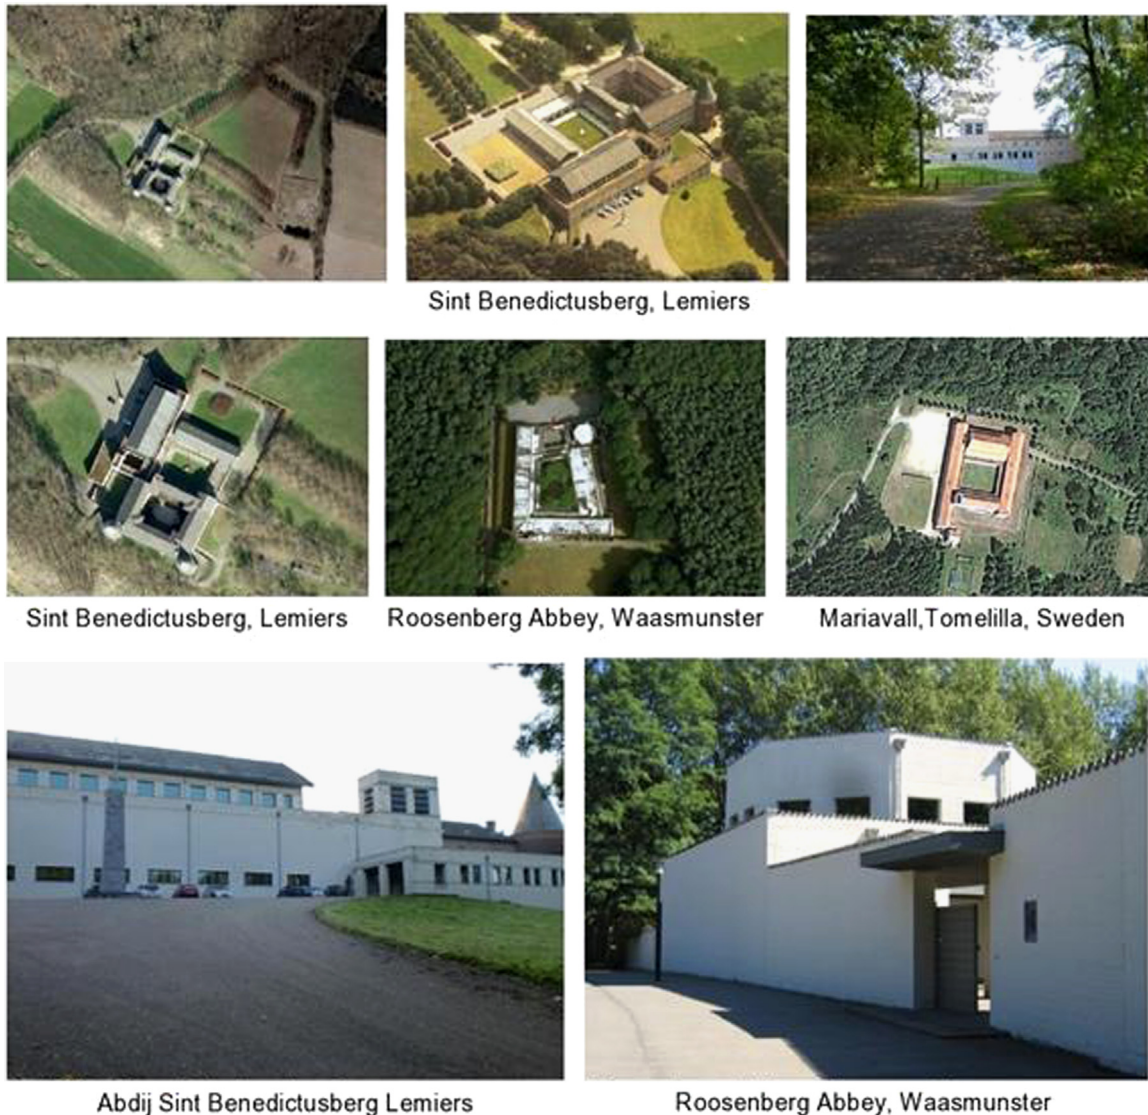 Sint Benedictusberg, Lemiers
Sint Benedictusberg, Lemiers
Roosenberg Abbey, Waasmunster
Mariavall,Tomelilla, Sweden
Abdij Sint Benedictusberg Lemiers
Roosenberg Abbey, Waasmunster